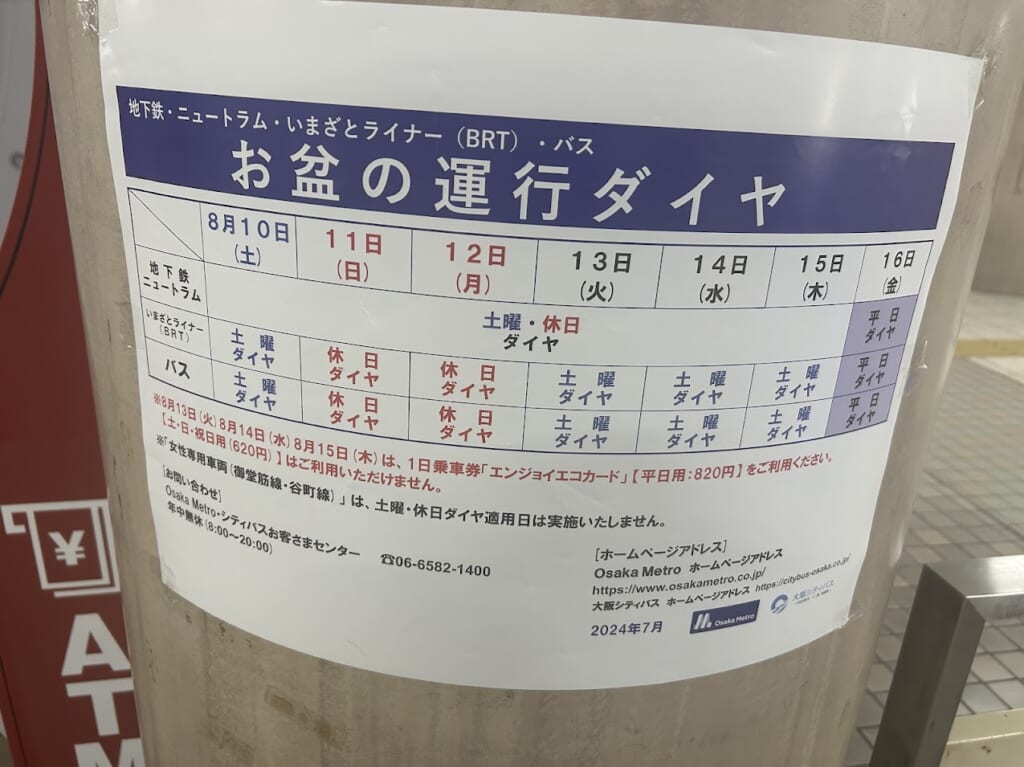 地下鉄・ニュートラム・いまざとライナー（BRT）・バス
お盆の運行ダイヤ
8月10日（土） 11日（日） 12日（月） 13日（火） 14日（水） 15日（木） 16日（金）
地下鉄 ニュートラム 土曜・休日ダイヤ 平日ダイヤ
いまざとライナー（BRT） 土曜ダイヤ 休日ダイヤ 休日ダイヤ 土曜ダイヤ 土曜ダイヤ 土曜ダイヤ 平日ダイヤ
バス 土曜ダイヤ 休日ダイヤ 休日ダイヤ 土曜ダイヤ 土曜ダイヤ 土曜ダイヤ 平日ダイヤ
※8月13日（火）8月14日（水）8月15日（木）は、1日乗車券「エンジョイエコカード」【平日用：820円】をご利用ください。
【土・日・祝日用（620円）】はご利用いただけません。
※「女性専用車両（御堂筋線・谷町線）」は、土曜・休日ダイヤ適用日は実施いたしません。
［お問い合わせ］
Osaka Metro・シティバスお客さまセンター ☎06-6582-1400
年中無休（8:00～20:00）
［ホームページアドレス］
Osaka Metro ホームページアドレス
https://www.osakametro.co.jp/
大阪シティバス ホームページアドレス https://citybus-osaka.co.jp/
2024年7月 Osaka Metro 大阪シティバス
¥
ATM